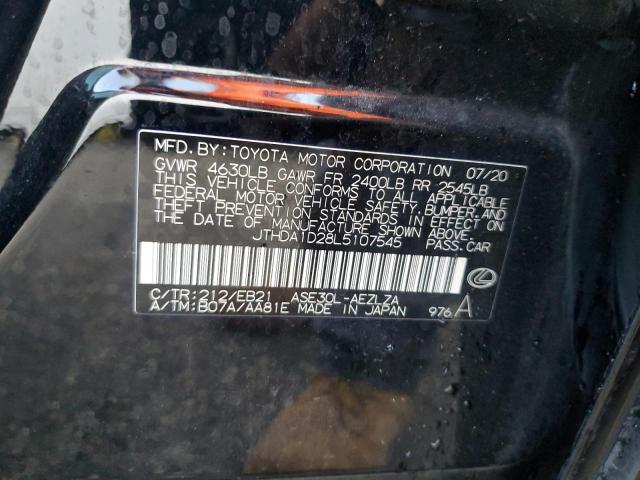 MFD. BY: TOYOTA MOTOR CORPORATION 07/20
GVWR 4630LB GAWR FR 2400LB RR 2545LB
THIS VEHICLE CONFORMS TO ALL APPLICABLE
FEDERAL MOTOR VEHICLE SAFETY, BUMPER, AND
THEFT PREVENTION STANDARDS IN EFFECT ON
THE DATE OF MANUFACTURE SHOWN ABOVE.
JTHDA1D28L5107545 PASS. CAR
C/TR: 212/EB21 ASE30L-AEZLZA
A/TM: B07A/AA81E MADE IN JAPAN 976 A